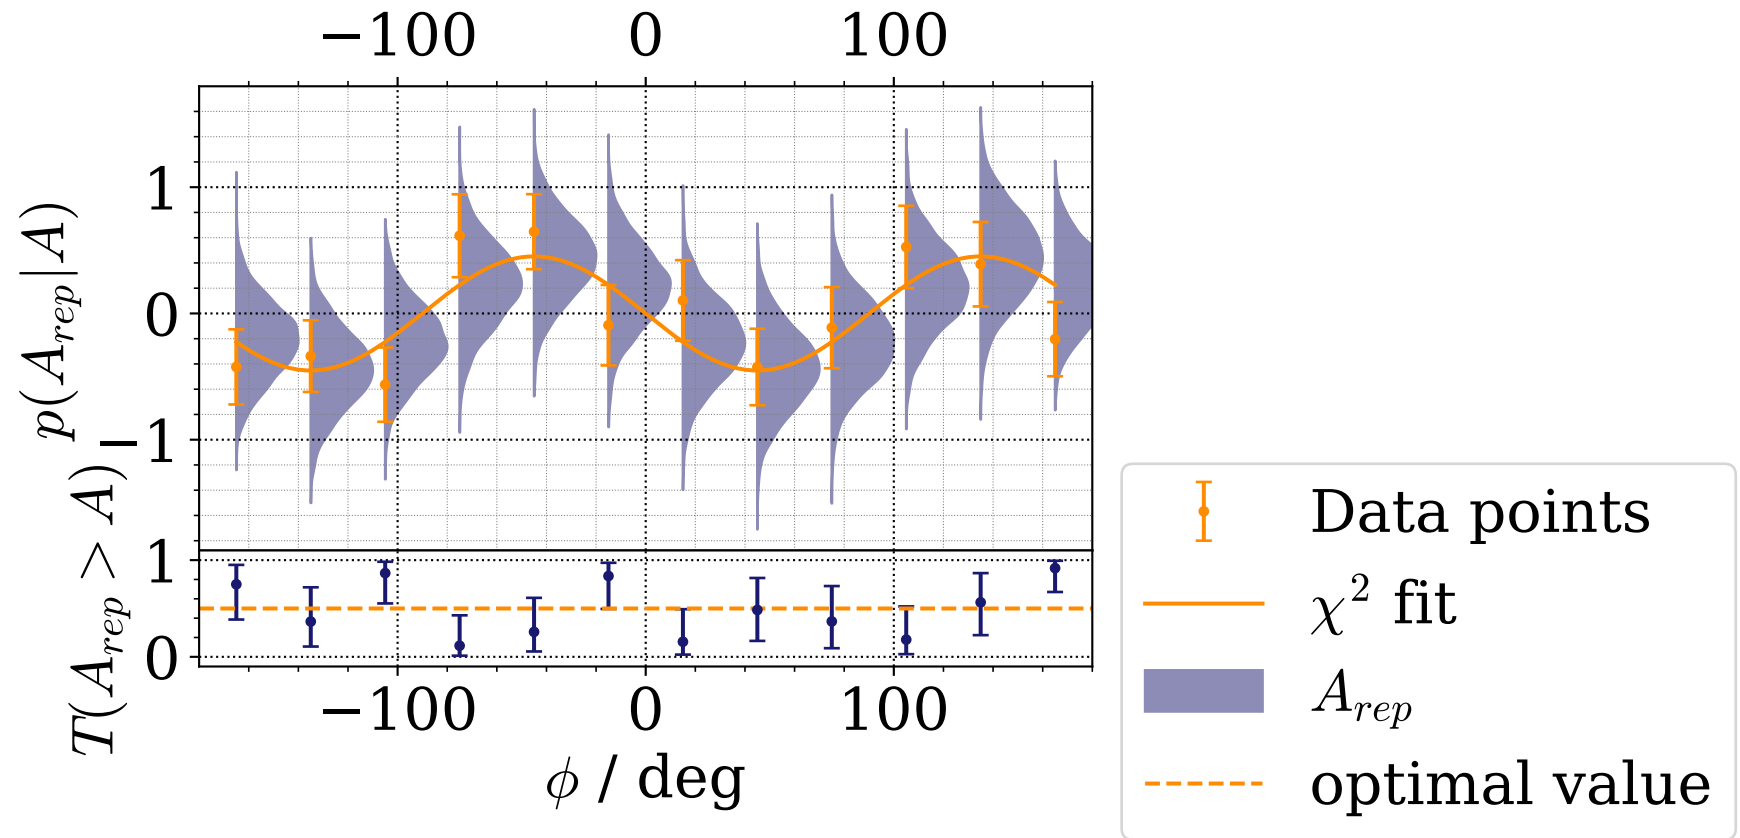 −100 0 100
p(A_rep|A)
1
0
−1
T(A_rep > A)
1
0
−100 0 100
ϕ / deg
Data points
χ² fit
A_rep
optimal value